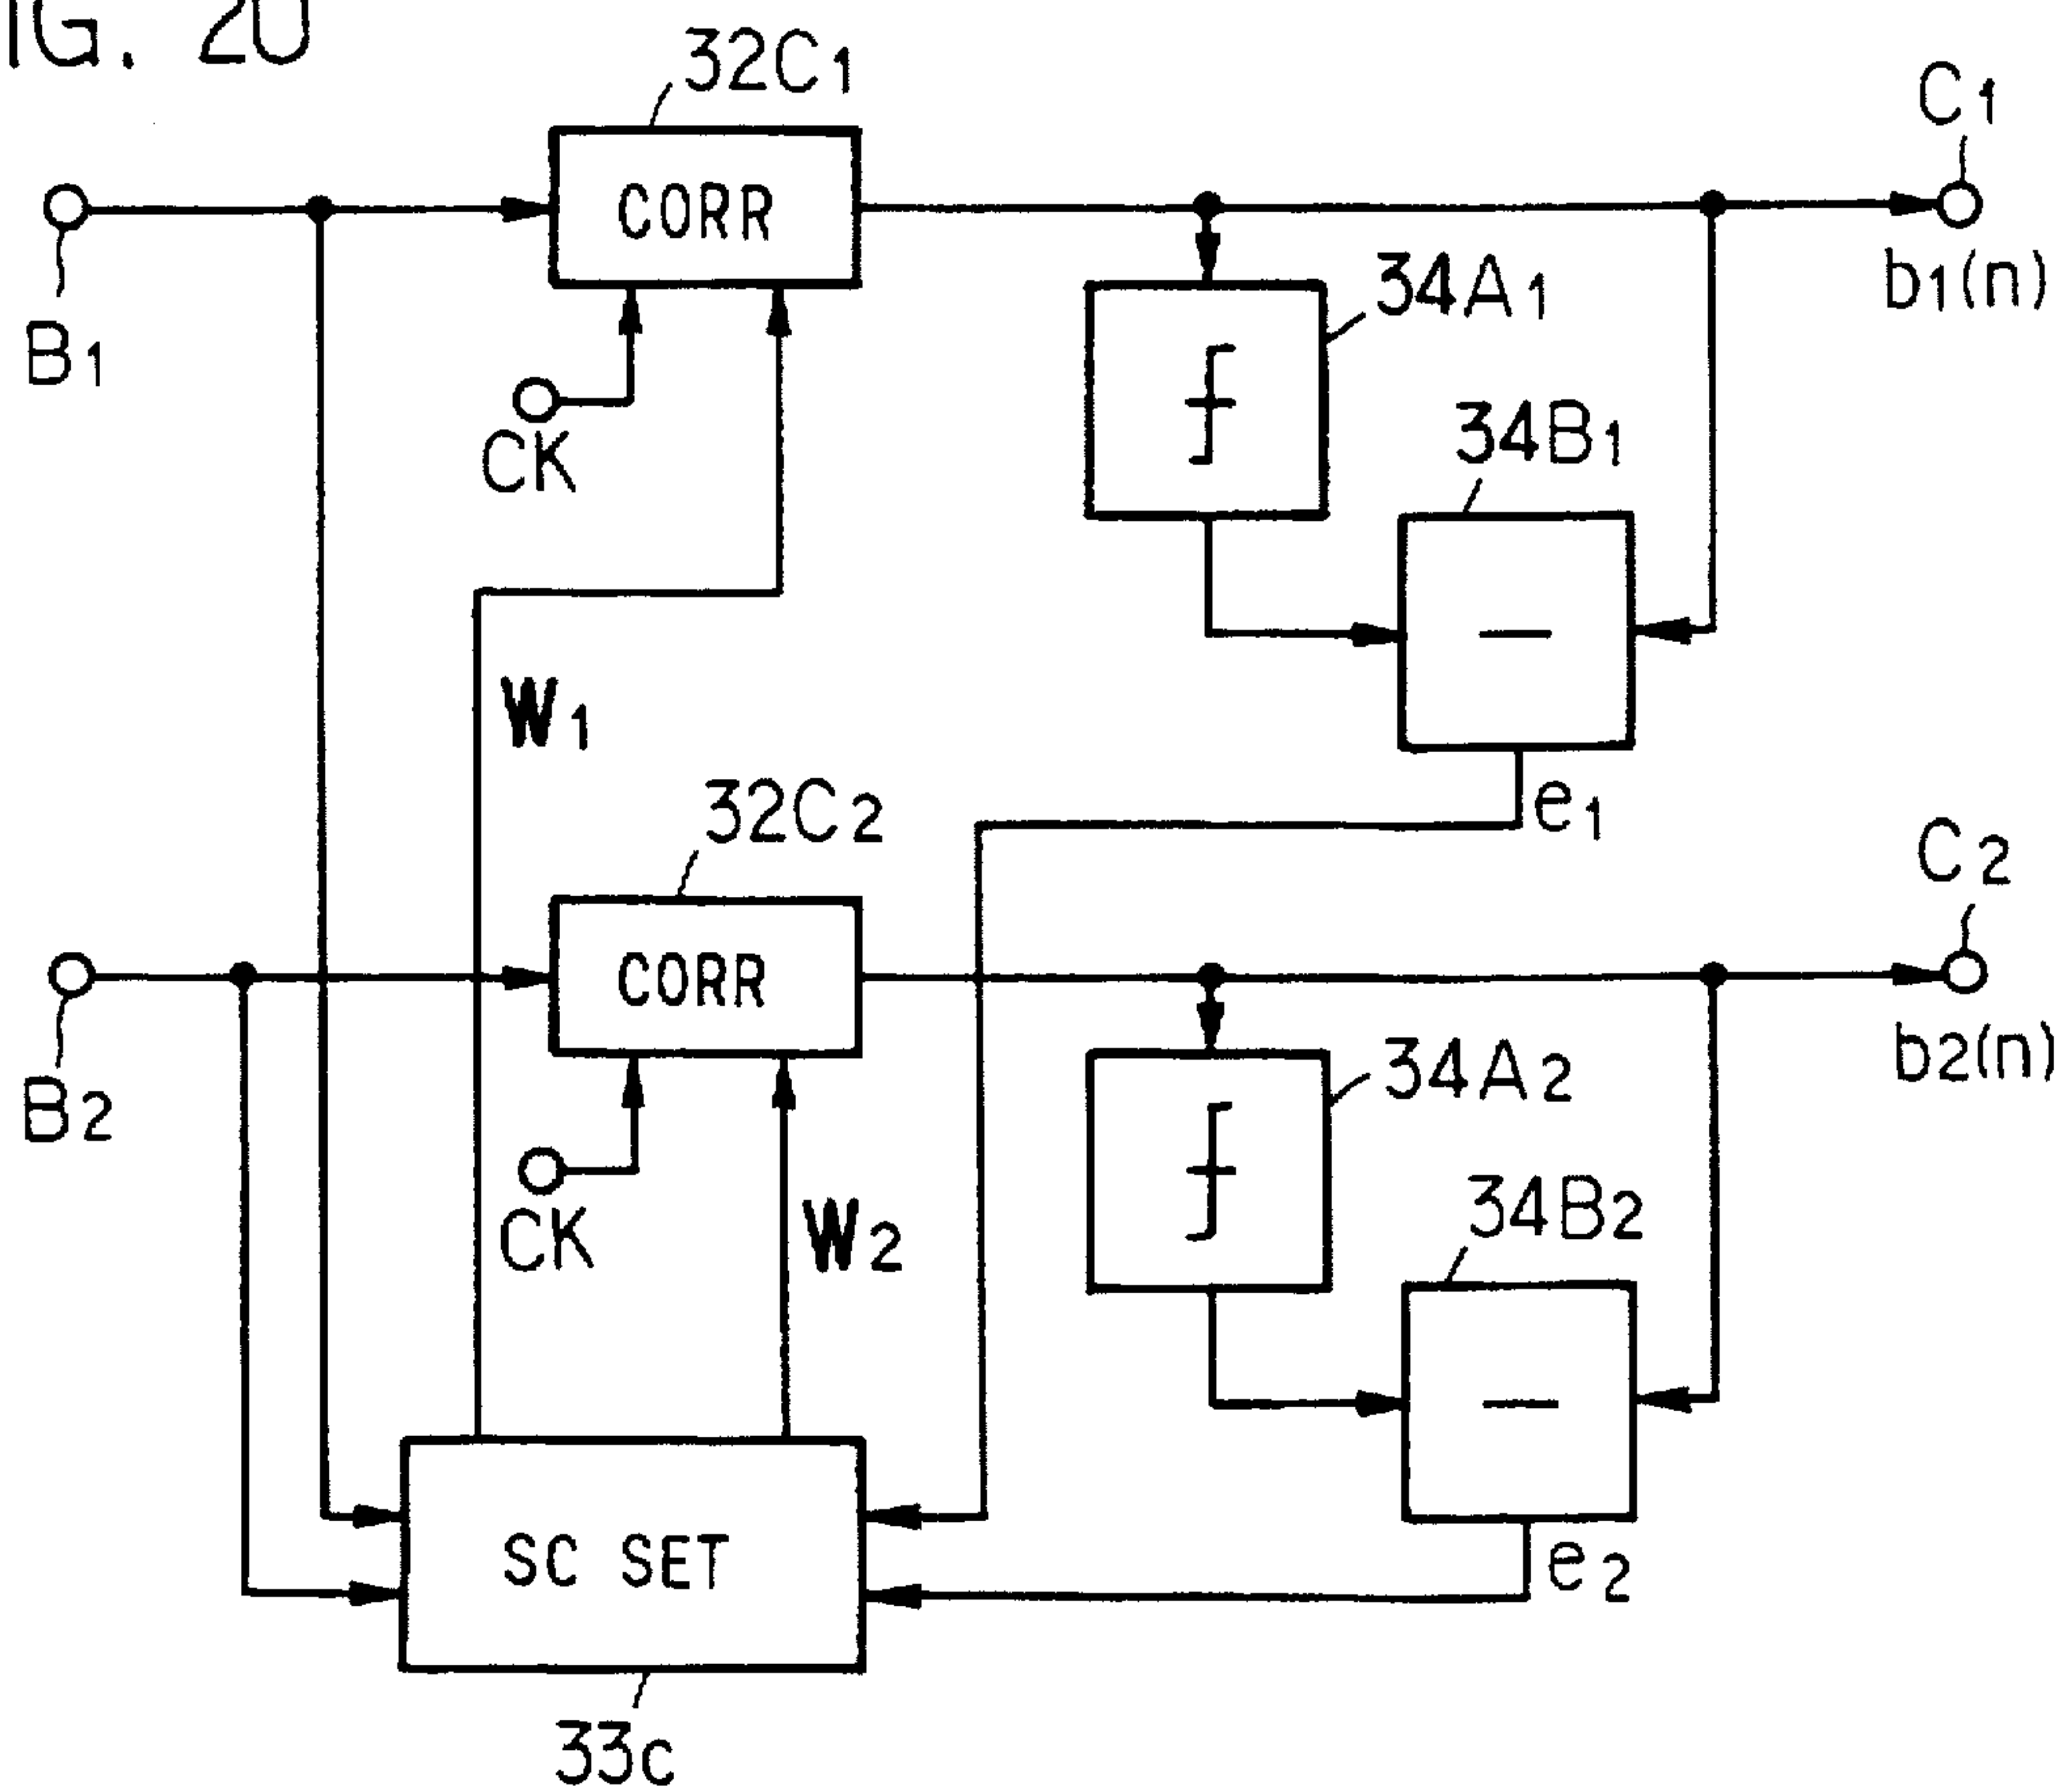 IG. 20
32C1
C1
CORR
b1(n)
34A1
B1
CK
34B1
W1
32C2
e1
C2
CORR
b2(n)
34A2
B2
CK
W2
34B2
SC SET
e2
33c